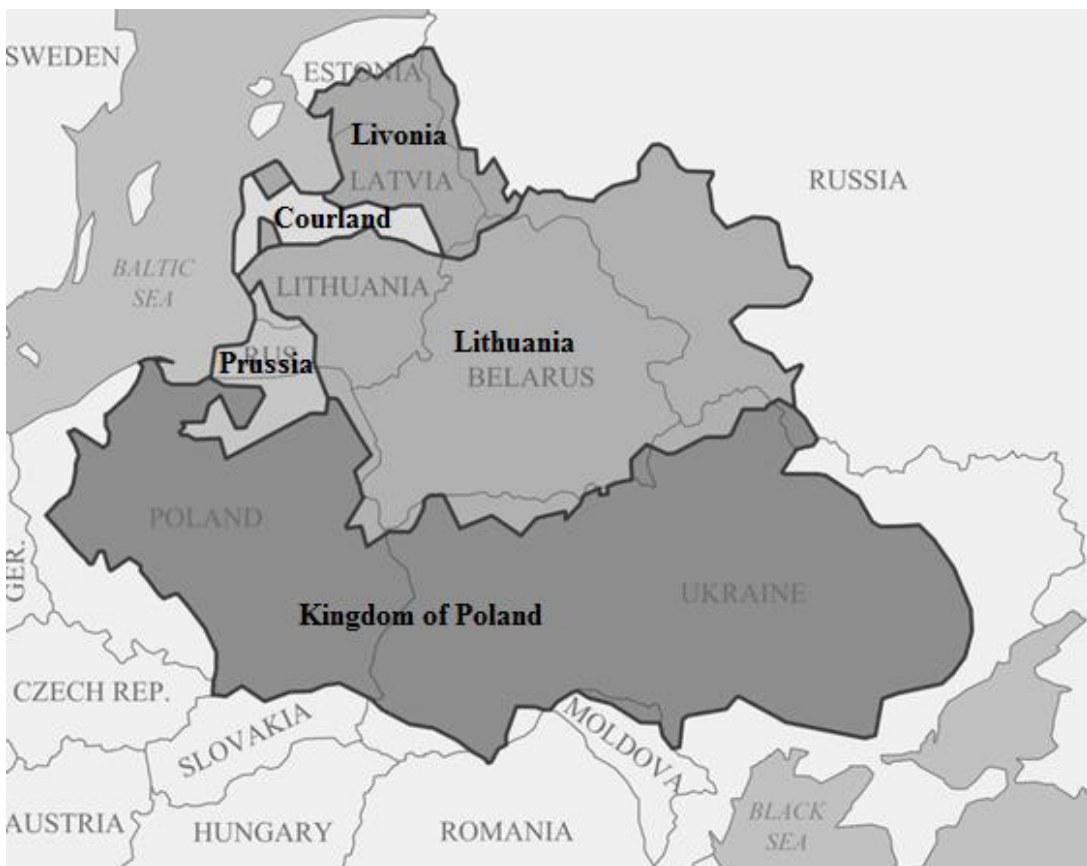 SWEDEN
ESTONIA
Livonia
LATVIA
RUSSIA
Courland
BALTIC
SEA
LITHUANIA
Lithuania
RUS
Prussia
BELARUS
POLAND
GER.
UKRAINE
Kingdom of Poland
CZECH REP.
SLOVAKIA
MOLDOVA
AUSTRIA
HUNGARY
ROMANIA
BLACK
SEA